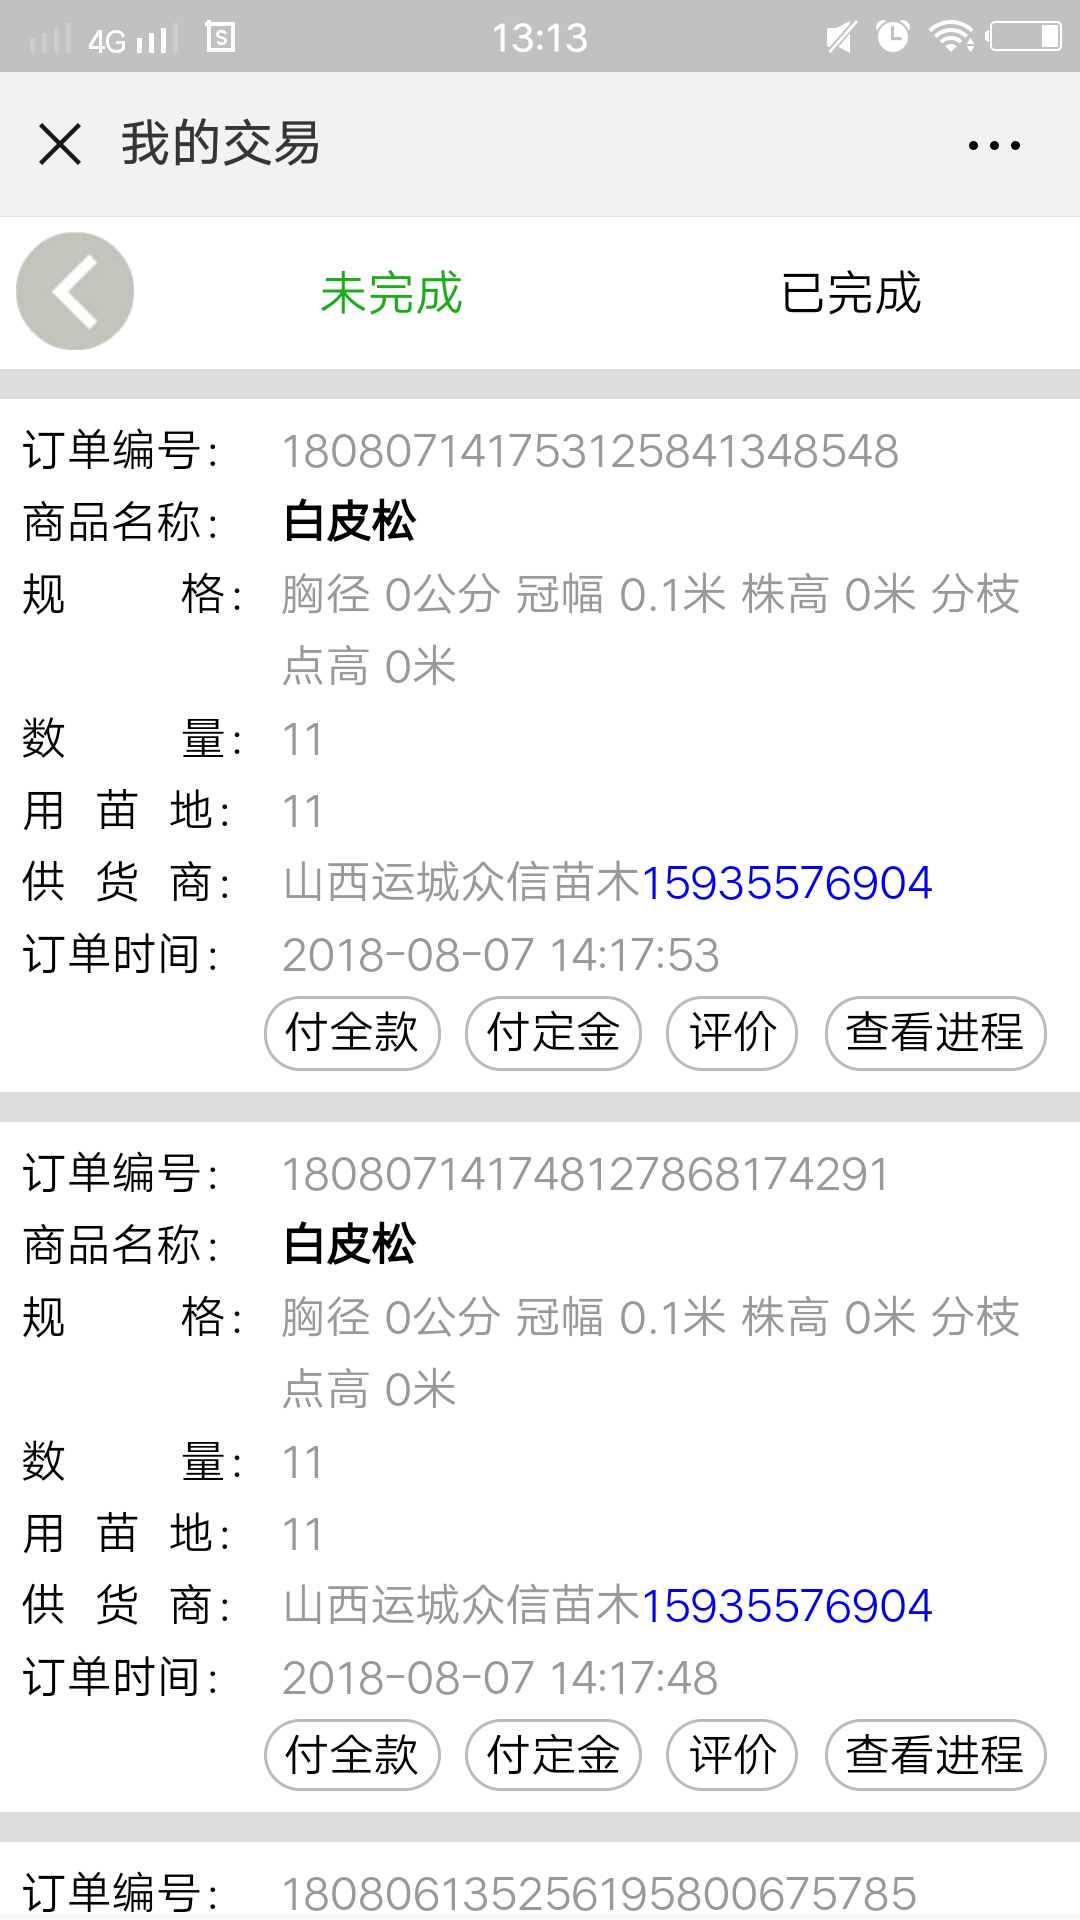 4G 13:13
我的交易
未完成 已完成
订单编号: 1808071417531258413485​48
商品名称: 白皮松
规 格: 胸径 0公分 冠幅 0.1米 株高 0米 分枝
点高 0米
数 量: 11
用 苗 地: 11
供 货 商: 山西运城众信苗木15935576904
订单时间: 2018-08-07 14:17:53
付全款 付定金 评价 查看进程
订单编号: 180807141748127868174291
商品名称: 白皮松
规 格: 胸径 0公分 冠幅 0.1米 株高 0米 分枝
点高 0米
数 量: 11
用 苗 地: 11
供 货 商: 山西运城众信苗木15935576904
订单时间: 2018-08-07 14:17:48
付全款 付定金 评价 查看进程
订单编号: 180806135256195800675785